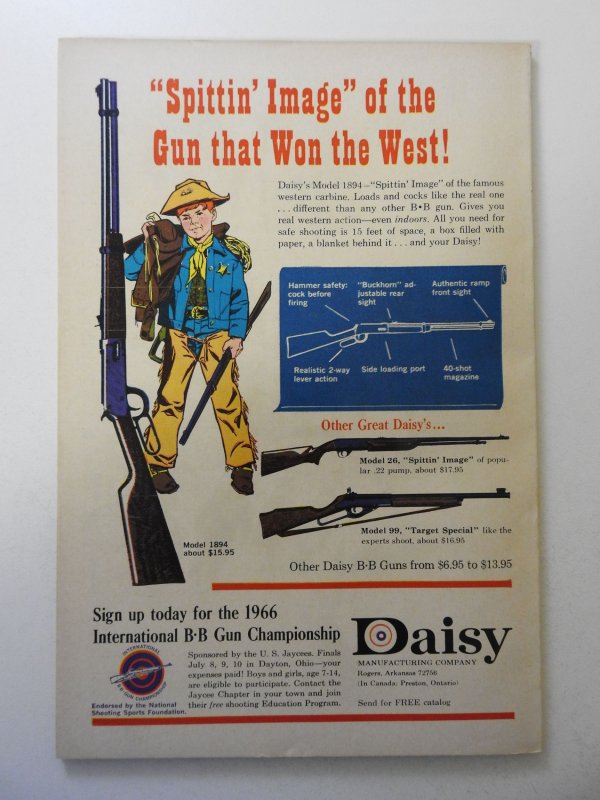 "Spittin' Image" of the
Gun that Won the West!
Daisy's Model 1894—"Spittin' Image" of the famous
western carbine. Loads and cocks like the real one
...different than any other B•B gun. Gives you
real western action—even indoors. All you need for
safe shooting is 15 feet of space, a box filled with
paper, a blanket behind it...and your Daisy!
Hammer safety:
cock before
firing
"Buckhorn" ad-
justable rear
sight
Authentic ramp
front sight
Realistic 2-way
lever action
Side loading port
40-shot
magazine
Other Great Daisy's...
Model 26, "Spittin' Image" of popu-
lar .22 pump, about $17.95
Model 99, "Target Special" like the
experts shoot, about $16.95
Model 1894
about $15.95
Other Daisy B·B Guns from $6.95 to $13.95
Sign up today for the 1966
International B·B Gun Championship
INTERNATIONAL
B·B GUN CHAMPIONSHIP
Endorsed by the National
Shooting Sports Foundation.
Sponsored by the U. S. Jaycees. Finals
July 8, 9, 10 in Dayton, Ohio—your
expenses paid! Boys and girls, age 7-14,
are eligible to participate. Contact the
Jaycee Chapter in your town and join
their free shooting Education Program.
Daisy
MANUFACTURING COMPANY
Rogers, Arkansas 72756
(In Canada, Preston, Ontario)
Send for FREE catalog